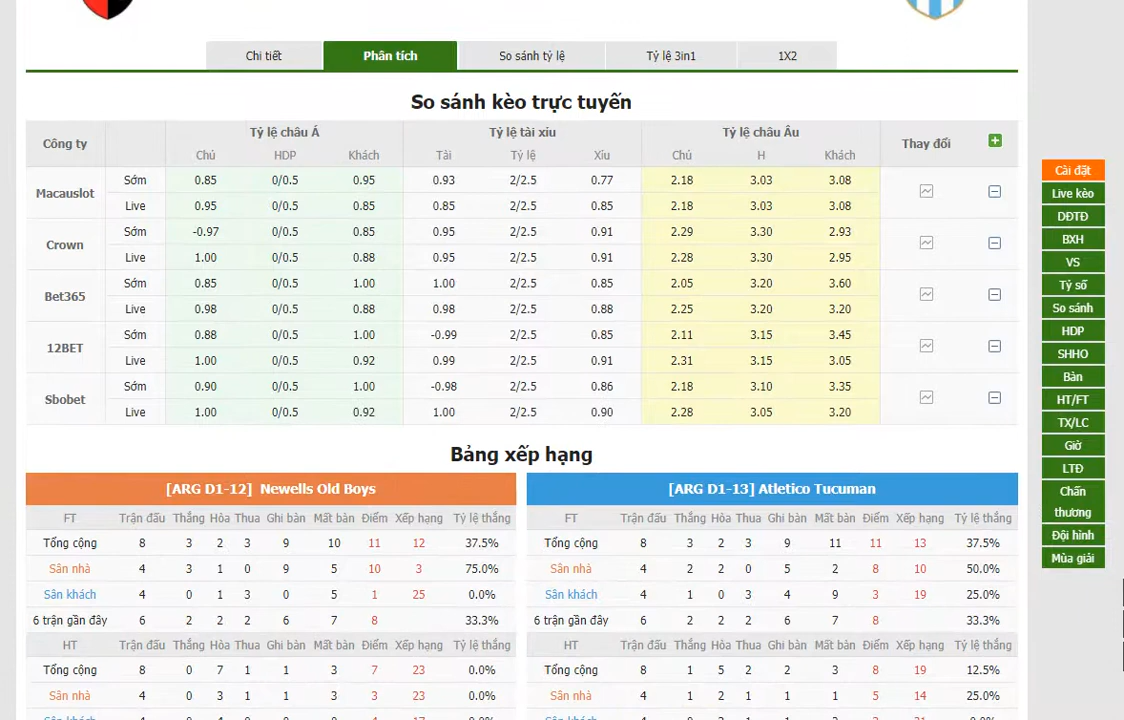 Chi tiết Phân tích So sánh tỷ lệ Tỷ lệ 3in1 1X2
So sánh kèo trực tuyến
Công ty Tỷ lệ châu Á Tỷ lệ tài xỉu Tỷ lệ châu Âu Thay đổi
Chủ HDP Khách Tài Tỷ lệ Xỉu Chủ H Khách
Macauslot
Sớm 0.85 0/0.5 0.95 0.93 2/2.5 0.77 2.18 3.03 3.08
Live 0.95 0/0.5 0.85 0.85 2/2.5 0.85 2.18 3.03 3.08
Crown
Sớm -0.97 0/0.5 0.85 0.95 2/2.5 0.91 2.29 3.30 2.93
Live 1.00 0/0.5 0.88 0.95 2/2.5 0.91 2.28 3.30 2.95
Bet365
Sớm 0.85 0/0.5 1.00 1.00 2/2.5 0.85 2.05 3.20 3.60
Live 0.98 0/0.5 0.88 0.98 2/2.5 0.88 2.25 3.20 3.20
12BET
Sớm 0.88 0/0.5 1.00 -0.99 2/2.5 0.85 2.11 3.15 3.45
Live 1.00 0/0.5 0.92 0.99 2/2.5 0.91 2.31 3.15 3.05
Sbobet
Sớm 0.90 0/0.5 1.00 -0.98 2/2.5 0.86 2.18 3.10 3.35
Live 1.00 0/0.5 0.92 1.00 2/2.5 0.90 2.28 3.05 3.20
Bảng xếp hạng
[ARG D1-12] Newells Old Boys
FT Trận đấu Thắng Hòa Thua Ghi bàn Mất bàn Điểm Xếp hạng Tỷ lệ thắng
Tổng cộng 8 3 2 3 9 10 11 12 37.5%
Sân nhà 4 3 1 0 9 5 10 3 75.0%
Sân khách 4 0 1 3 0 5 1 25 0.0%
6 trận gần đây 6 2 2 2 6 7 8 33.3%
HT Trận đấu Thắng Hòa Thua Ghi bàn Mất bàn Điểm Xếp hạng Tỷ lệ thắng
Tổng cộng 8 0 7 1 1 3 7 23 0.0%
Sân nhà 4 0 3 1 1 3 3 23 0.0%
[ARG D1-13] Atletico Tucuman
FT Trận đấu Thắng Hòa Thua Ghi bàn Mất bàn Điểm Xếp hạng Tỷ lệ thắng
Tổng cộng 8 3 2 3 9 11 11 13 37.5%
Sân nhà 4 2 2 0 5 2 8 10 50.0%
Sân khách 4 1 0 3 4 9 3 19 25.0%
6 trận gần đây 6 2 2 2 6 7 8 33.3%
HT Trận đấu Thắng Hòa Thua Ghi bàn Mất bàn Điểm Xếp hạng Tỷ lệ thắng
Tổng cộng 8 1 5 2 2 3 8 19 12.5%
Sân nhà 4 1 2 1 1 1 5 14 25.0%
Cài đặt
Live kèo
DĐTĐ
BXH
VS
Tỷ số
So sánh
HDP
SHHO
Bàn
HT/FT
TX/LC
Giờ
LTĐ
Chấn
thương
Đội hình
Mùa giải